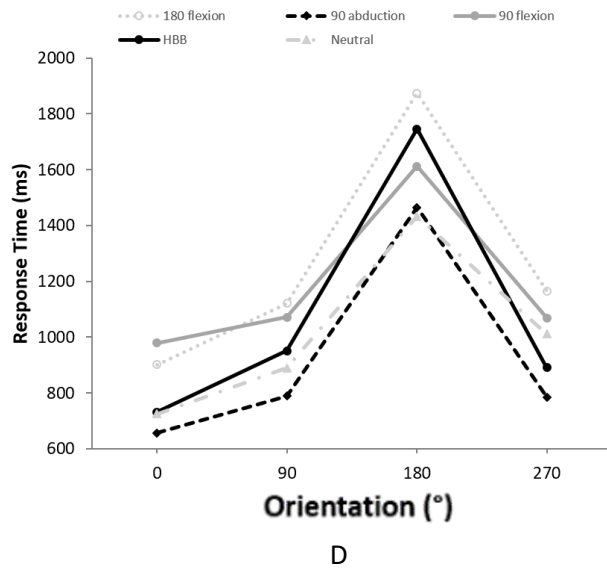 180 flexion 90 abduction 90 flexion
HBB Neutral
2000
1800
1600
1400
1200
1000
800
600
Response Time (ms)
0 90 180 270
Orientation (°)
D